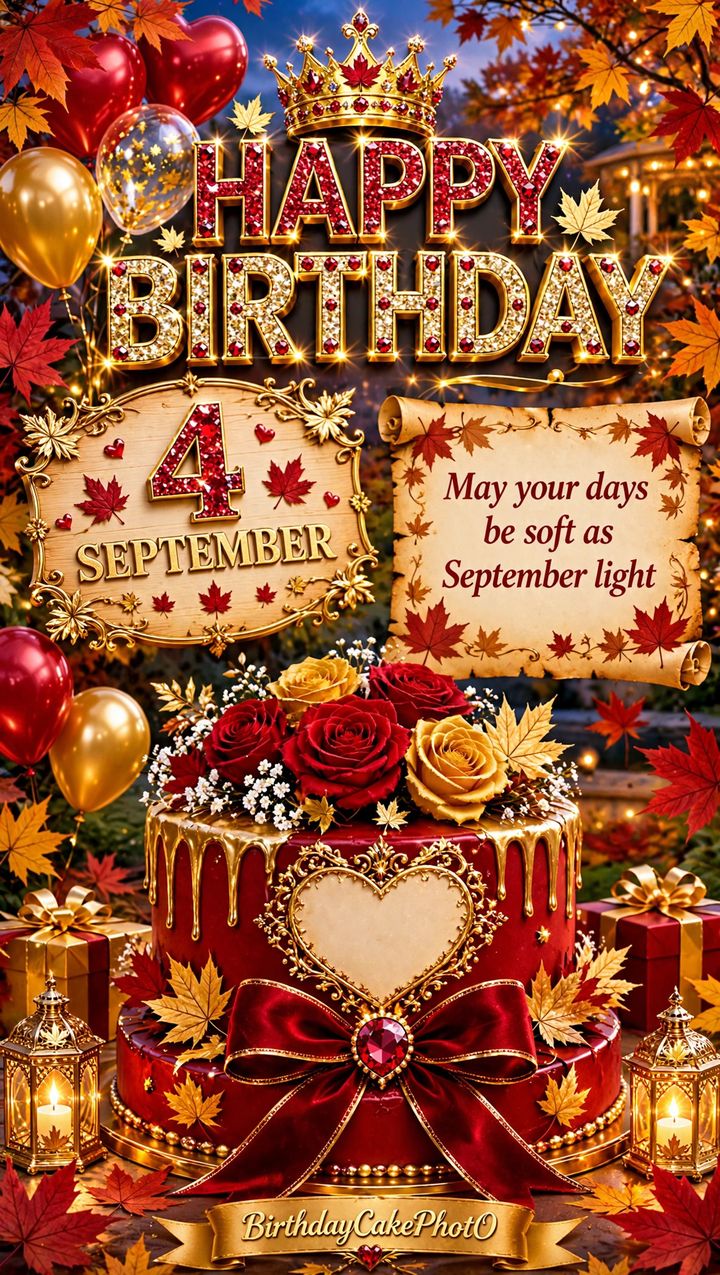 HAPPY
BIRTHDAY
4
SEPTEMBER
May your days
be soft as
September light
BirthdayCakePhotO